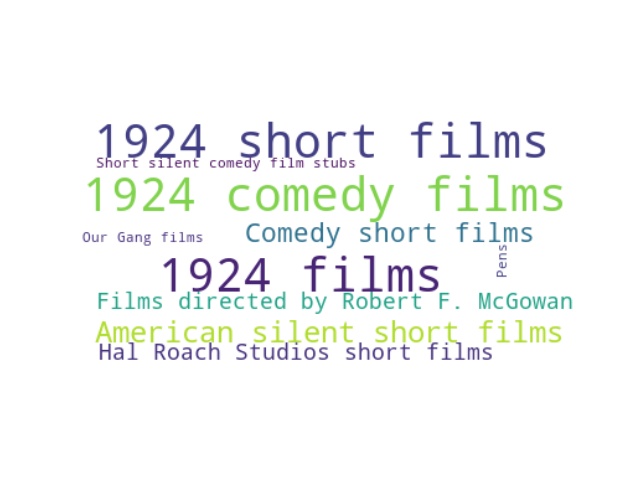 1924 short films
Short silent comedy film stubs
1924 comedy films
Our Gang films
Comedy short films
Pens
1924 films
Films directed by Robert F. McGowan
American silent short films
Hal Roach Studios short films